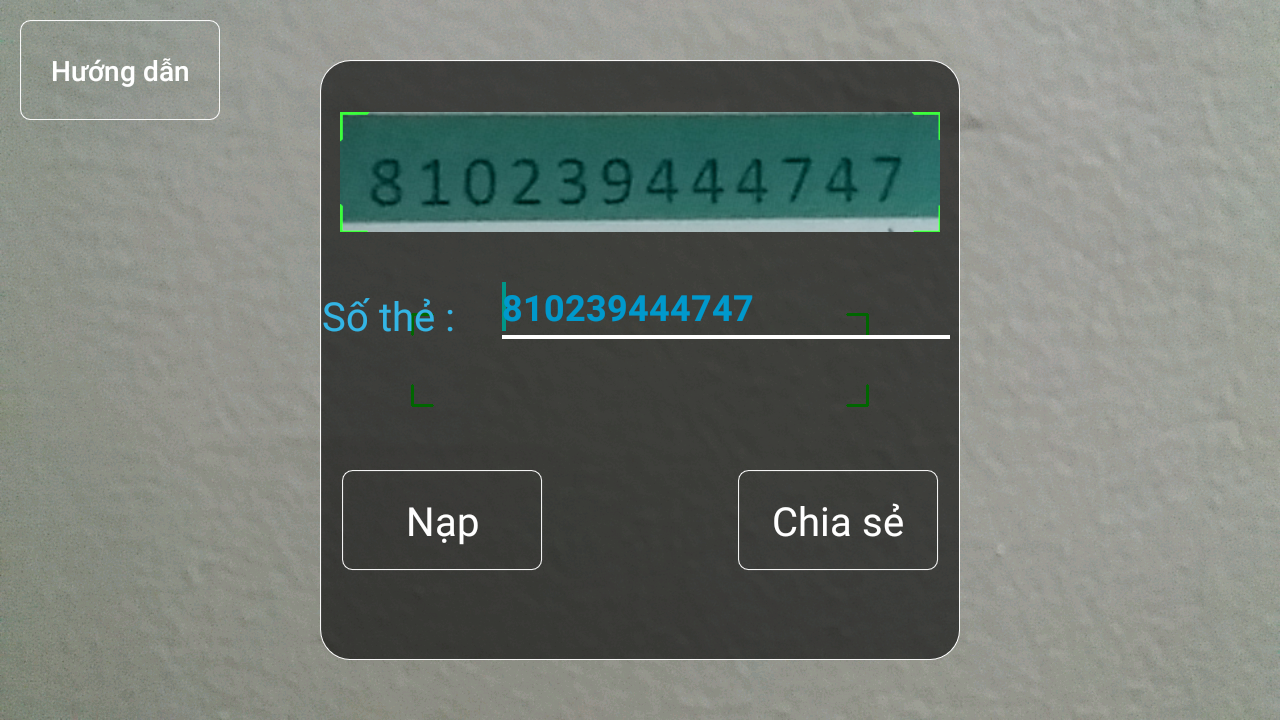 Hướng dẫn
810239444747
Số thẻ : 810239444747
Nạp
Chia sẻ